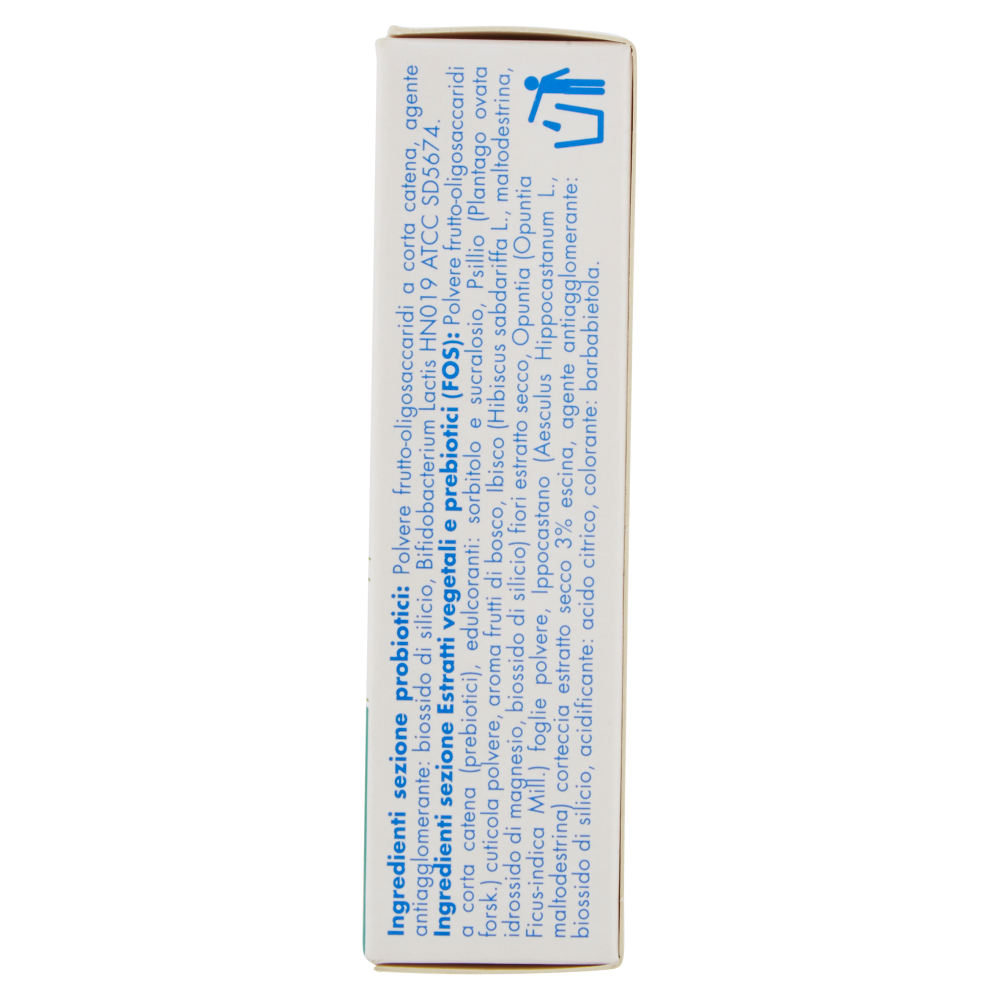 Ingredienti sezione probiotici: Polvere frutto-oligosaccaridi a corta catena, agente
antiagglomerante: biossido di silicio, Bifidobacterium Lactis HN019 ATCC SD5674.
Ingredienti sezione Estratti vegetali e prebiotici (FOS): Polvere frutto-oligosaccaridi
a corta catena (prebiotici), edulcoranti: sorbitolo e sucralosio, Psillio (Plantago ovata
forsk.) cuticola polvere, aroma frutti di bosco, Ibisco (Hibiscus sabdariffa L., maltodestrina,
idrossido di magnesio, biossido di silicio) fiori estratto secco, Opuntia (Opuntia
Ficus-indica Mill.) foglie polvere, Ippocastano (Aesculus Hippocastanum L.,
maltodestrina) corteccia estratto secco 3% escina, agente antiagglomerante:
biossido di silicio, acidificante: acido citrico, colorante: barbabietola.